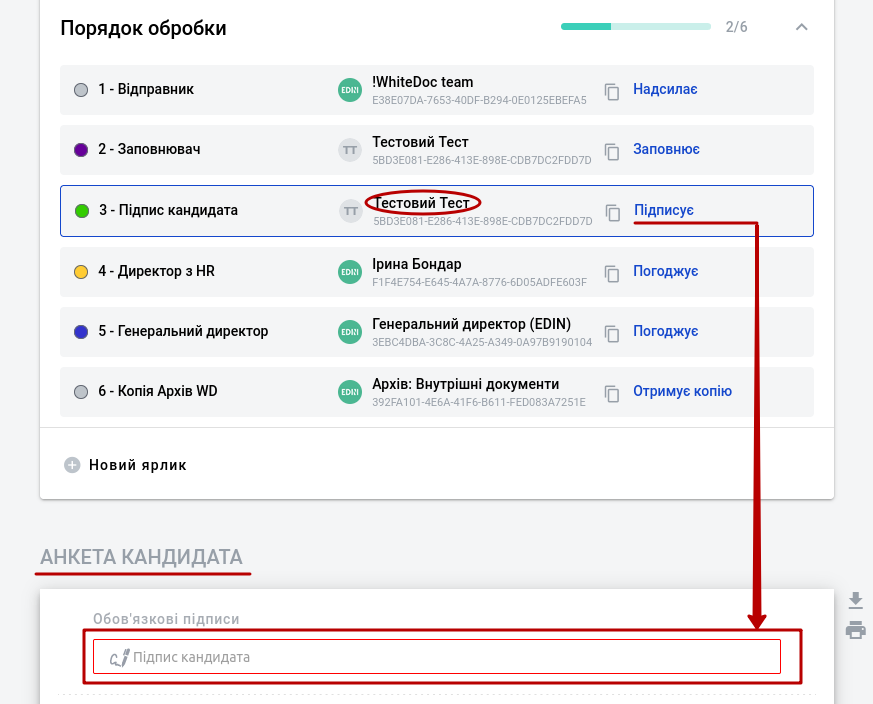 Порядок обробки
2/6
1 - Відправник
EDIN
!WhiteDoc team
E38E07DA-7653-40DF-B294-0E0125EBEFA5
Надсилає
2 - Заповнювач
TT
Тестовий Тест
5BD3E081-E286-413E-898E-CDB7DC2FDD7D
Заповнює
3 - Підпис кандидата
TT
Тестовий Тест
5BD3E081-E286-413E-898E-CDB7DC2FDD7D
Підписує
4 - Директор з HR
EDIN
Ірина Бондар
F1F4E754-E645-4A7A-8776-6D05ADFE603F
Погоджує
5 - Генеральний директор
EDIN
Генеральний директор (EDIN)
3EBC4DBA-3C8C-4A25-A349-0A97B9190104
Погоджує
6 - Копія Архів WD
EDIN
Архів: Внутрішні документи
392FA101-4E6A-41F6-B611-FED083A7251E
Отримує копію
Новий ярлик
АНКЕТА КАНДИДАТА
Обов'язкові підписи
Підпис кандидата